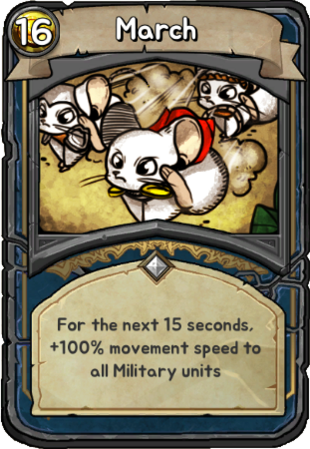 16
March
For the next 15 seconds,
+100% movement speed to
all Military units